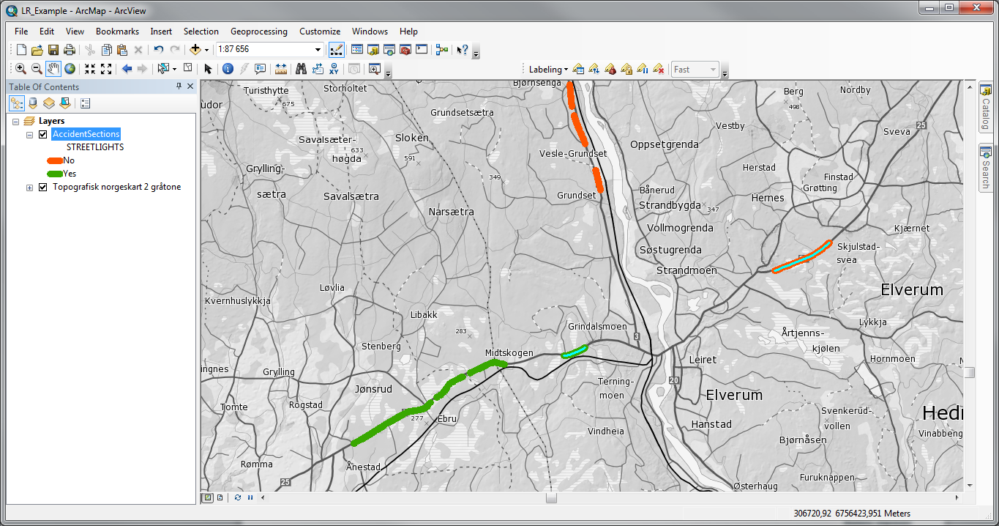 LR_Example - ArcMap - ArcView
File Edit View Bookmarks Insert Selection Geoprocessing Customize Windows Help
1:87 656
Labeling Fast
Table Of Contents
Layers
AccidentSections
STREETLIGHTS
No
Yes
Topografisk norgeskart 2 gråtone
Catalog
Search
Turisthytte
675
Storholtet
Bjørnsenga
Berg
498
Nordby
udor
Grundsetsætra
Vestby
Sveva
25
Savalsæter-
høgda
633
Sloken
591
Oppsetgrenda
Vesle-Grundset
Grylling-
sætra
349
Herstad
Finstad
Grøtting
Savalsætra
Grundset
Bånerud
Hernes
Strandbygda
347
Narsætra
Vollmogrenda
Kjærnet
Søstugrenda
Skjulstad-
svea
Strandmoen
Løvlia
Elverum
Kvernhuslykkja
Libakk
Grindalsmoen
Lykkja
283
3
Årtjenns-
kjølen
Stenberg
Midtskogen
Leiret
Hornmoen
ingnes
Grylling
Jønsrud
Terning-
moen
20
Elverum
Tomte
Rogstad
277
Ebru
Hanstad
Svenkerud-
vollen
Hedr
Vindheia
Bjørnåsen
Vinabbeng
Rømma
Ånestad
25
Østerhaug
Furuknappen
306720,92 6756423,951 Meters